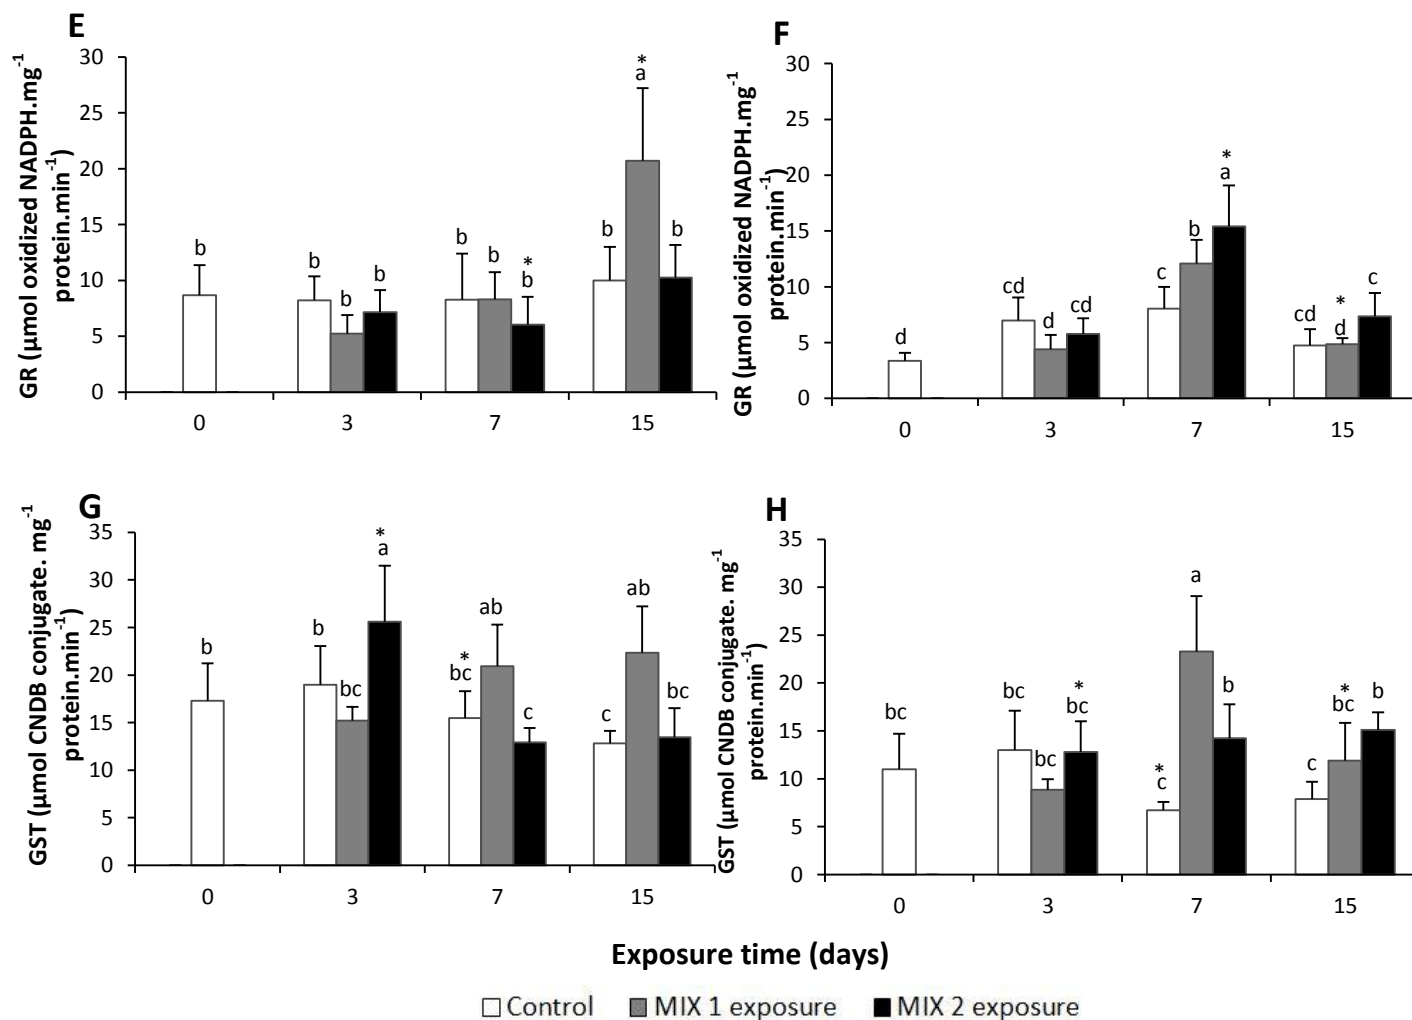 E
GR (µmol oxidized NADPH.mg⁻¹
protein.min⁻¹)
30
25
20
15
10
5
0
b
b
b
b
b
b
*
b
b
*
a
b
0 3 7 15
F
GR (µmol oxidized NADPH.mg⁻¹
protein.min⁻¹)
30
25
20
15
10
5
0
d
cd
d
cd
c
b
*
a
cd
*
d
c
0 3 7 15
G
GST (µmol CNDB conjugate. mg⁻¹
protein.min⁻¹)
35
30
25
20
15
10
5
0
b
b
bc
*
a
*
bc
ab
c
c
ab
bc
0 3 7 15
H
GST (µmol CNDB conjugate. mg⁻¹
protein.min⁻¹)
35
30
25
20
15
10
5
0
bc
bc
bc
*
bc
*
c
a
b
c
*
bc
b
0 3 7 15
Exposure time (days)
Control MIX 1 exposure MIX 2 exposure